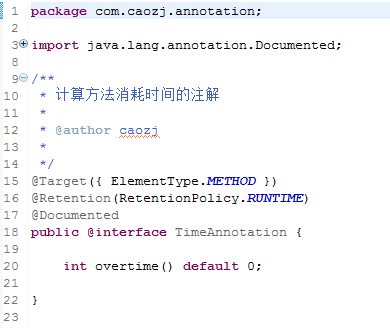 1 package com.caozj.annotation;
2
3 import java.lang.annotation.Documented;
8
9 /**
10 * 计算方法消耗时间的注解
11 *
12 * @author caozj
13 *
14 */
15 @Target({ ElementType.METHOD })
16 @Retention(RetentionPolicy.RUNTIME)
17 @Documented
18 public @interface TimeAnnotation {
19
20 int overtime() default 0;
21
22 }
23